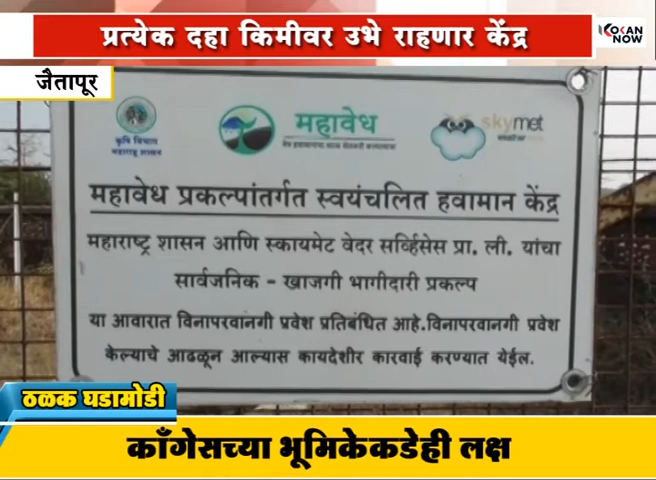 प्रत्येक दहा किमीवर उभे राहणार केंद्र
KOKAN NOW
जैतापूर
कृषि विभाग
महाराष्ट्र शासन
महावेध
skymet
महावेध प्रकल्पांतर्गत स्वयंचलित हवामान केंद्र
महाराष्ट्र शासन आणि स्कायमेट वेदर सर्व्हिसेस प्रा. ली. यांचा
सार्वजनिक - खाजगी भागीदारी प्रकल्प
या आवारात विनापरवानगी प्रवेश प्रतिबंधित आहे.विनापरवानगी प्रवेश
केल्याचे आढळून आल्यास कायदेशीर कारवाई करण्यात येईल.
ठळक घडामोडी
काँगेसच्या भूमिकेकडेही लक्ष